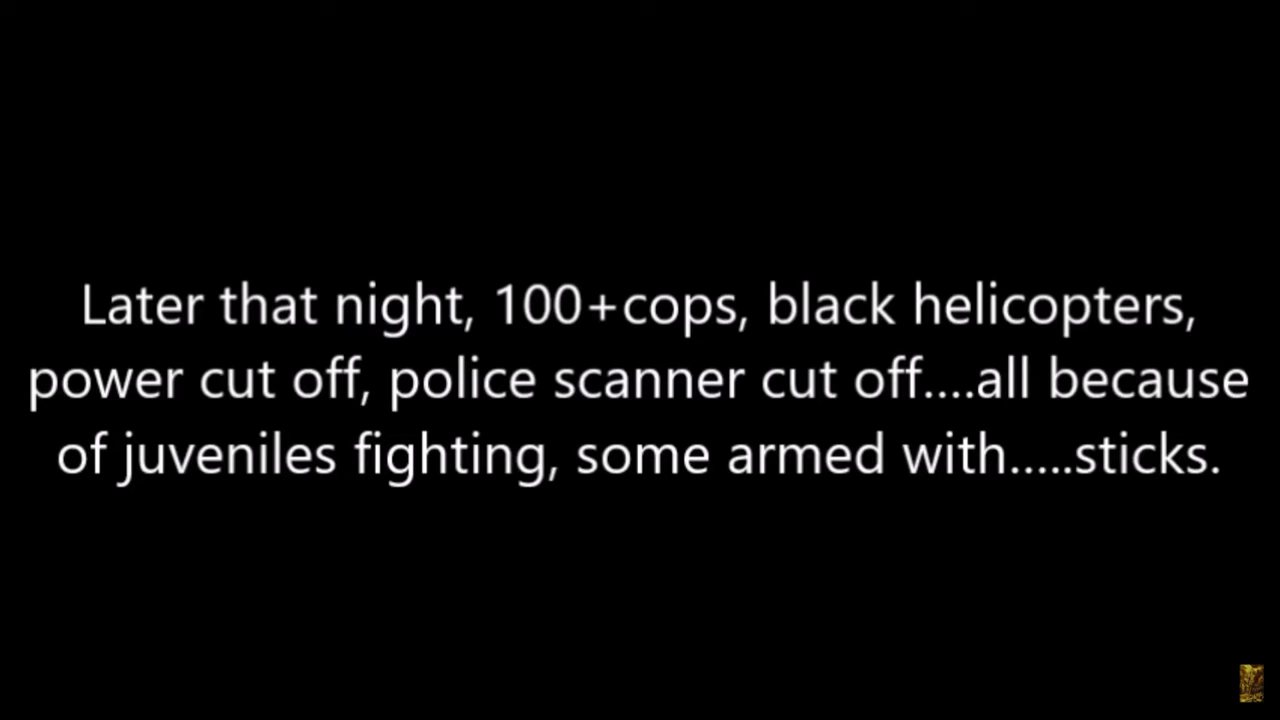 Later that night, 100+cops, black helicopters,
power cut off, police scanner cut off....all because
of juveniles fighting, some armed with.....sticks.